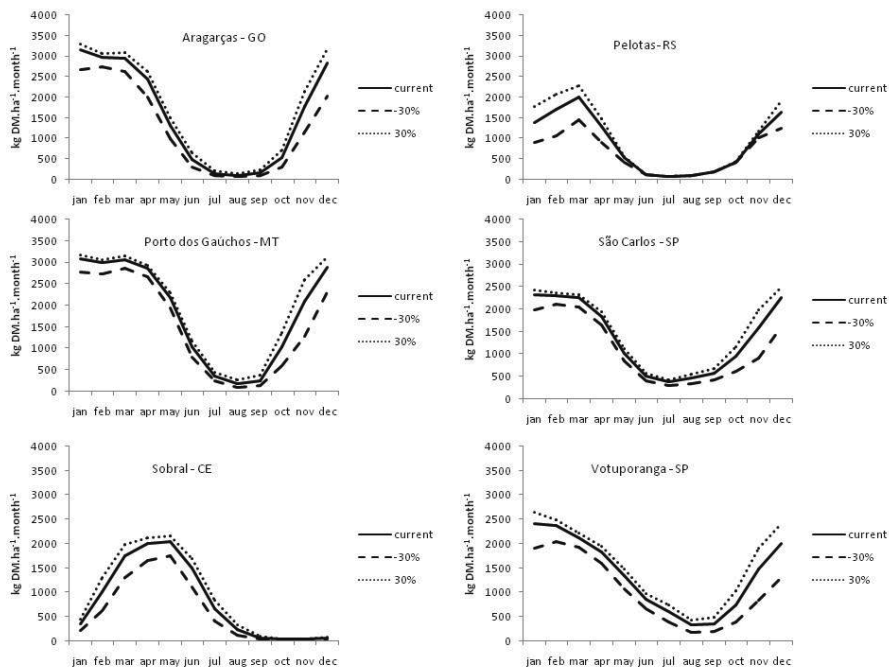 Aragarças - GO
kg DM.ha⁻¹.month⁻¹
4000
3500
3000
2500
2000
1500
1000
500
0
jan feb mar apr may jun jul aug sep oct nov dec
current
-30%
30%
Pelotas-RS
kg DM.ha⁻¹.month⁻¹
4000
3500
3000
2500
2000
1500
1000
500
0
jan feb mar apr may jun jul aug sep oct nov dec
current
-30%
30%
Porto dos Gaúchos -MT
kg DM.ha⁻¹.month⁻¹
4000
3500
3000
2500
2000
1500
1000
500
0
jan feb mar apr may jun jul aug sep oct nov dec
current
-30%
30%
São Carlos -SP
kg DM.ha⁻¹.month⁻¹
4000
3500
3000
2500
2000
1500
1000
500
0
jan feb mar apr may jun jul aug sep oct nov dec
current
-30%
30%
Sobral - CE
kg DM.ha⁻¹.month⁻¹
4000
3500
3000
2500
2000
1500
1000
500
0
jan feb mar apr may jun jul aug sep oct nov dec
current
-30%
30%
Votuporanga -SP
kg DM.ha⁻¹.month⁻¹
4000
3500
3000
2500
2000
1500
1000
500
0
jan feb mar apr may jun jul aug sep oct nov dec
current
-30%
30%